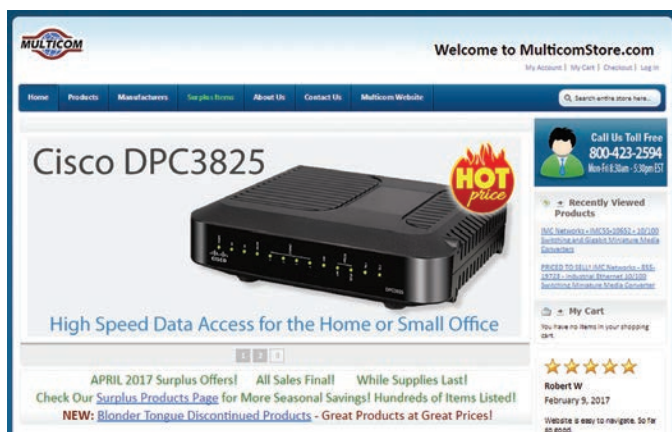 MULTICOM
Welcome to MulticomStore.com
My Account | My Cart | Checkout | Log In
Home Products Manufacturers Surplus Items About Us Contact Us Multicom Website
Search entire store here...
Cisco DPC3825
HOT
price
CISCO
DPC3825
High Speed Data Access for the Home or Small Office
1 2 3
APRIL 2017 Surplus Offers! All Sales Final! While Supplies Last!
Check Our Surplus Products Page for More Seasonal Savings! Hundreds of Items Listed!
NEW: Blonder Tongue Discontinued Products - Great Products at Great Prices!
Call Us Toll Free
800-423-2594
Mon-Fri 8:30am - 5:30pm EST
Recently Viewed
Products
IMC Networks - IMCSS-10652 - 10/100
Switching and Gigabit Miniature Media
Converters
PRICED TO SELL! IMC Networks - 855-
19723 - Industrial Ethernet 10/100
Switching Miniature Media Converter
My Cart
You have no items in your shopping
cart.
Robert W
February 9, 2017
Website is easy to navigate. So far
so good.